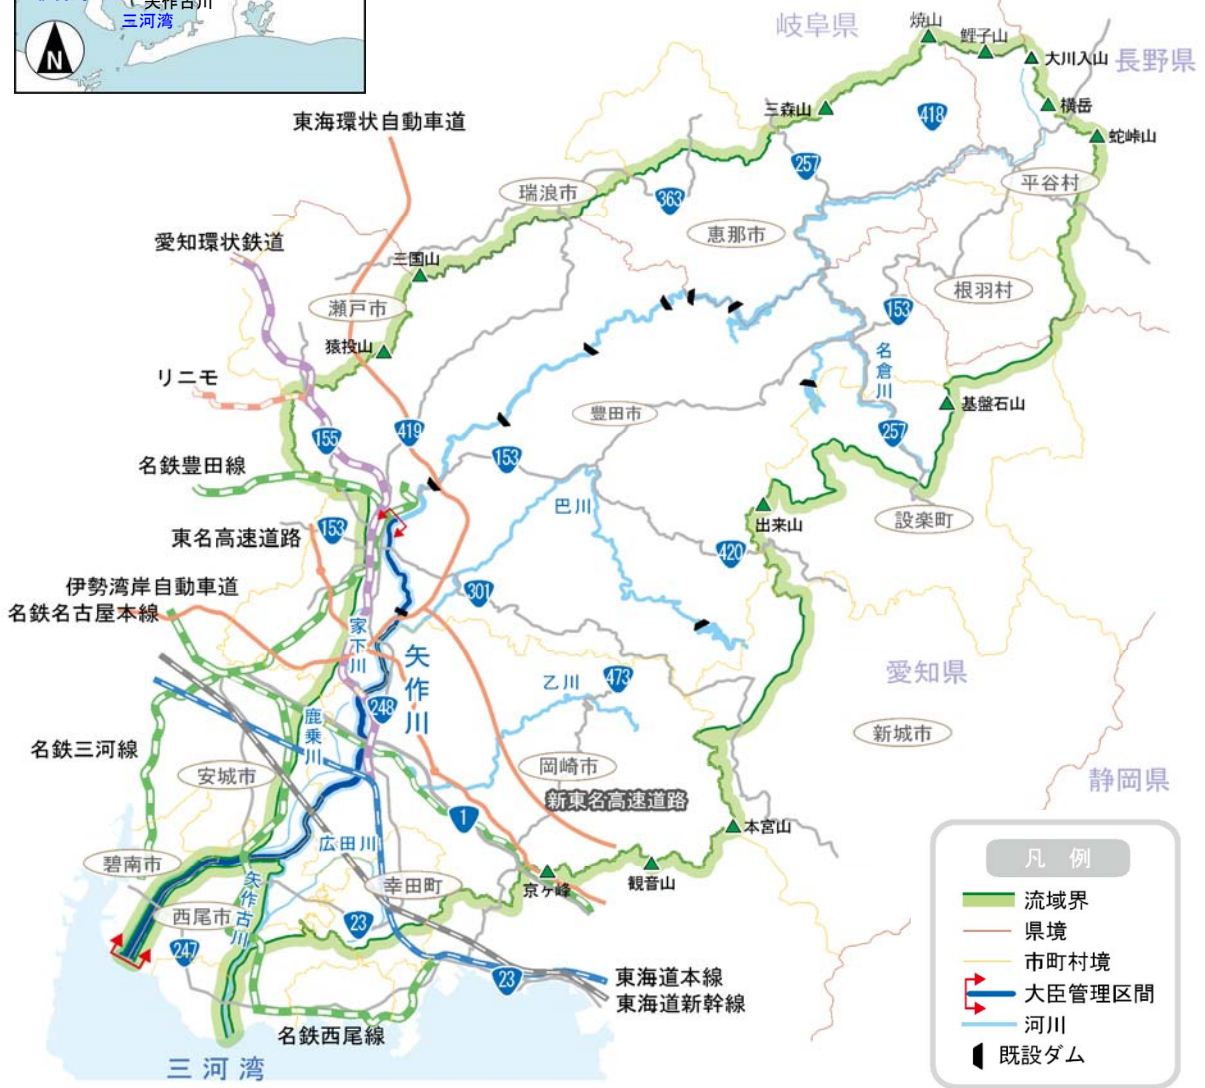 矢作古川
三河湾
N
岐阜県
焼山
鯉子山
大川入山
長野県
三森山
418
横岳
蛇峠山
東海環状自動車道
257
平谷村
瑞浪市
363
恵那市
愛知環状鉄道
三国山
瀬戸市
根羽村
153
猿投山
名倉川
リニモ
豊田市
基盤石山
155
419
257
153
名鉄豊田線
巴川
出来山
設楽町
153
東名高速道路
420
伊勢湾岸自動車道
301
名鉄名古屋本線
家下川
矢作川
乙川
473
愛知県
248
鹿乗川
新城市
名鉄三河線
安城市
岡崎市
静岡県
新東名高速道路
1
本宮山
広田川
碧南市
幸田町
京ヶ峰
観音山
矢作古川
西尾市
23
247
23
東海道本線
東海道新幹線
名鉄西尾線
三河湾
凡例
流域界
県境
市町村境
大臣管理区間
河川
既設ダム